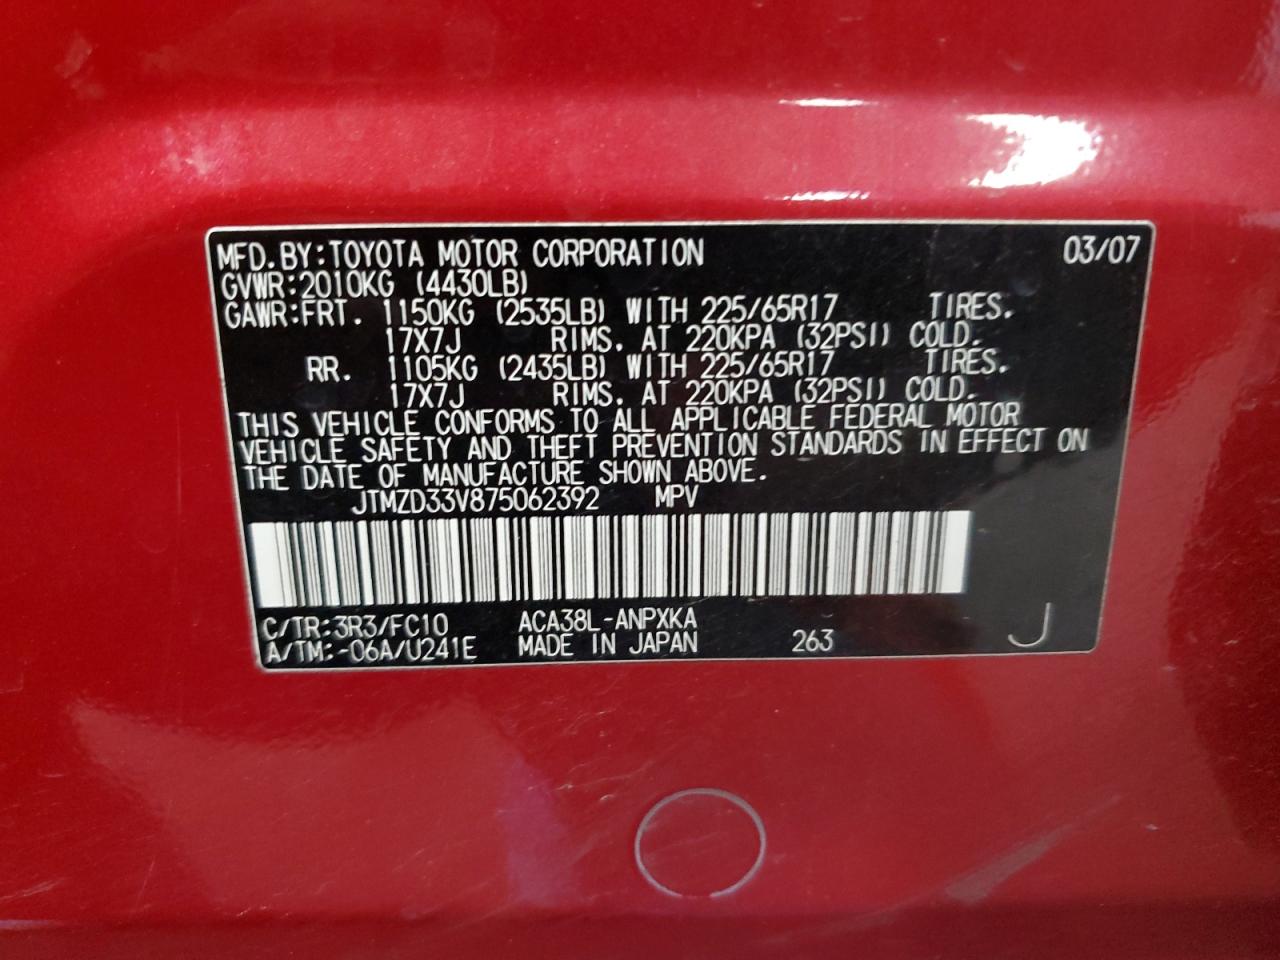 MFD.BY:TOYOTA MOTOR CORPORATION 03/07
GVWR:2010KG (4430LB)
GAWR:FRT. 1150KG (2535LB) WITH 225/65R17 TIRES.
17X7J RIMS. AT 220KPA (32PSI) COLD.
RR. 1105KG (2435LB) WITH 225/65R17 TIRES.
17X7J RIMS. AT 220KPA (32PSI) COLD.
THIS VEHICLE CONFORMS TO ALL APPLICABLE FEDERAL MOTOR
VEHICLE SAFETY AND THEFT PREVENTION STANDARDS IN EFFECT ON
THE DATE OF MANUFACTURE SHOWN ABOVE.
JTMZD33V875062392 MPV
C/TR:3R3/FC10 ACA38L-ANPXKA
A/TM:-06A/U241E MADE IN JAPAN 263 J